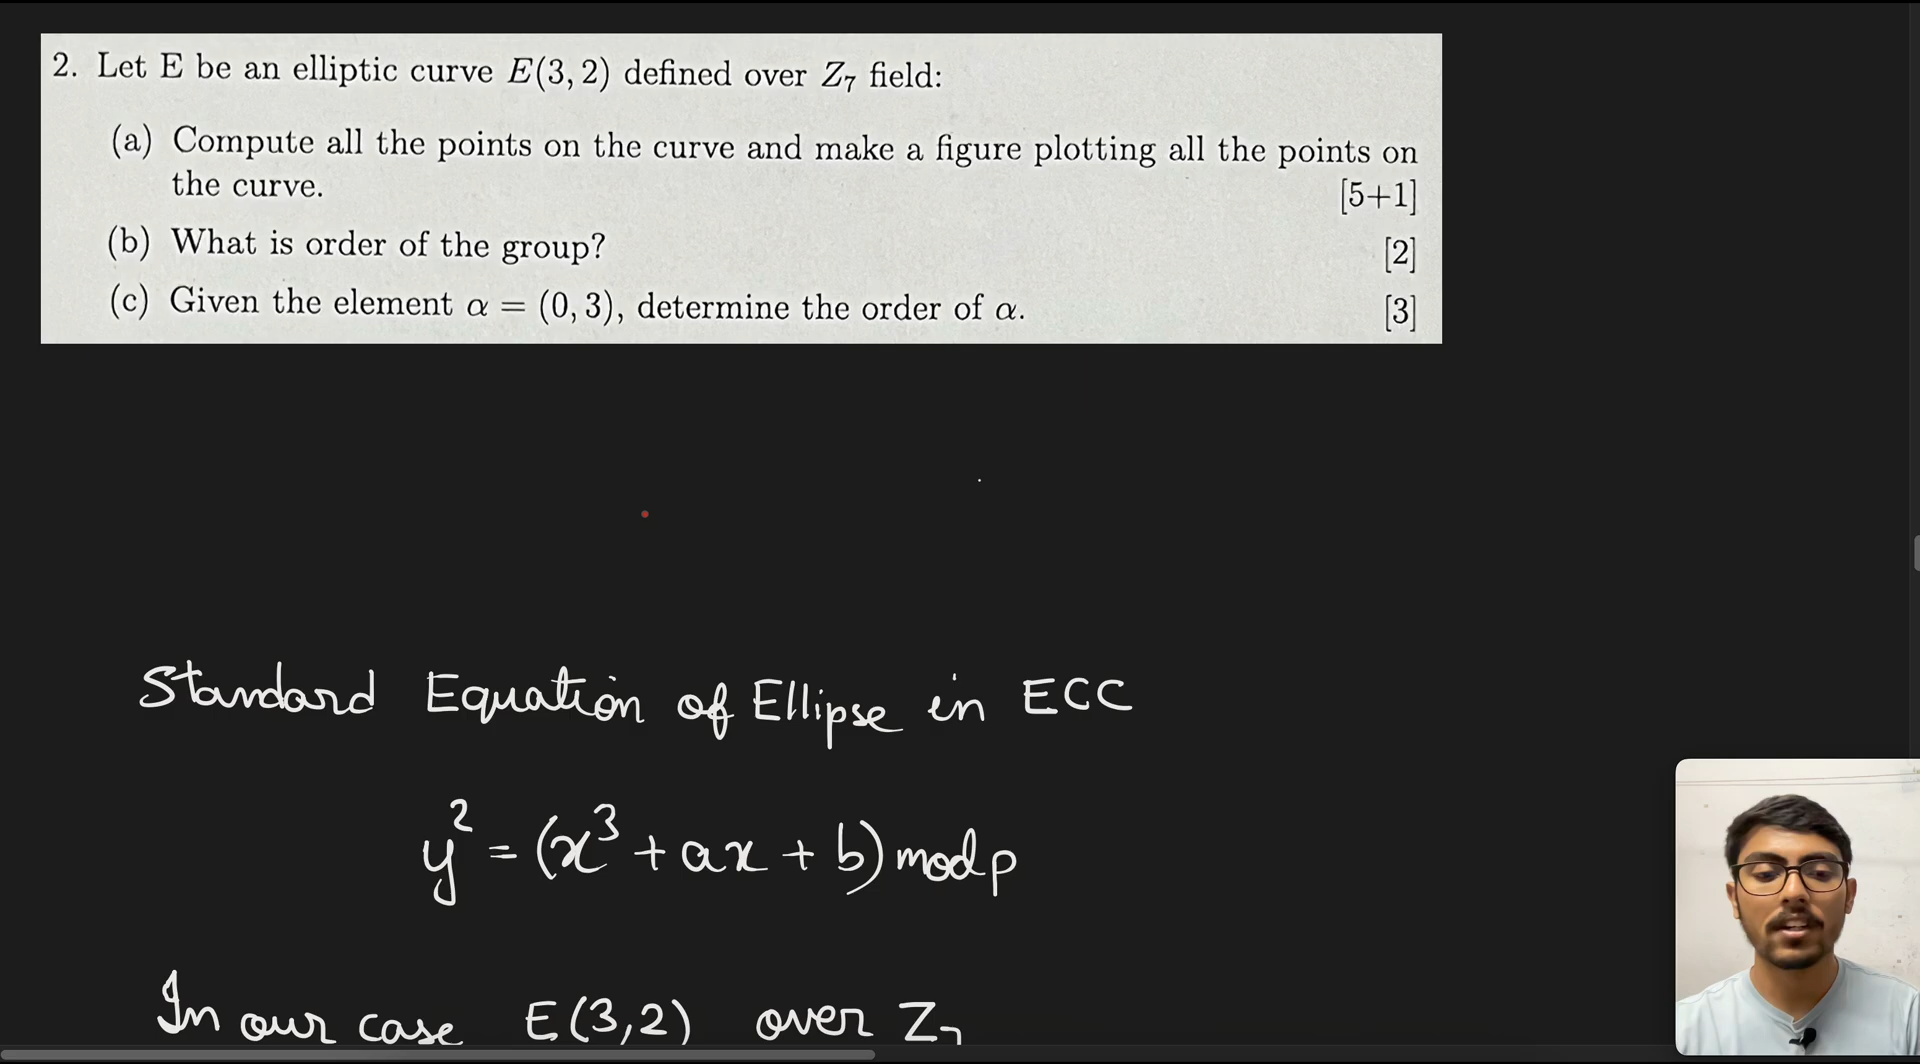 2. Let E be an elliptic curve E(3, 2) defined over Z₇ field:
(a) Compute all the points on the curve and make a figure plotting all the points on
the curve. [5+1]
(b) What is order of the group? [2]
(c) Given the element α = (0, 3), determine the order of α. [3]
Standard Equation of Ellipse in ECC
y² = (x³ + ax + b) mod p
In our case E(3,2) over Z₇